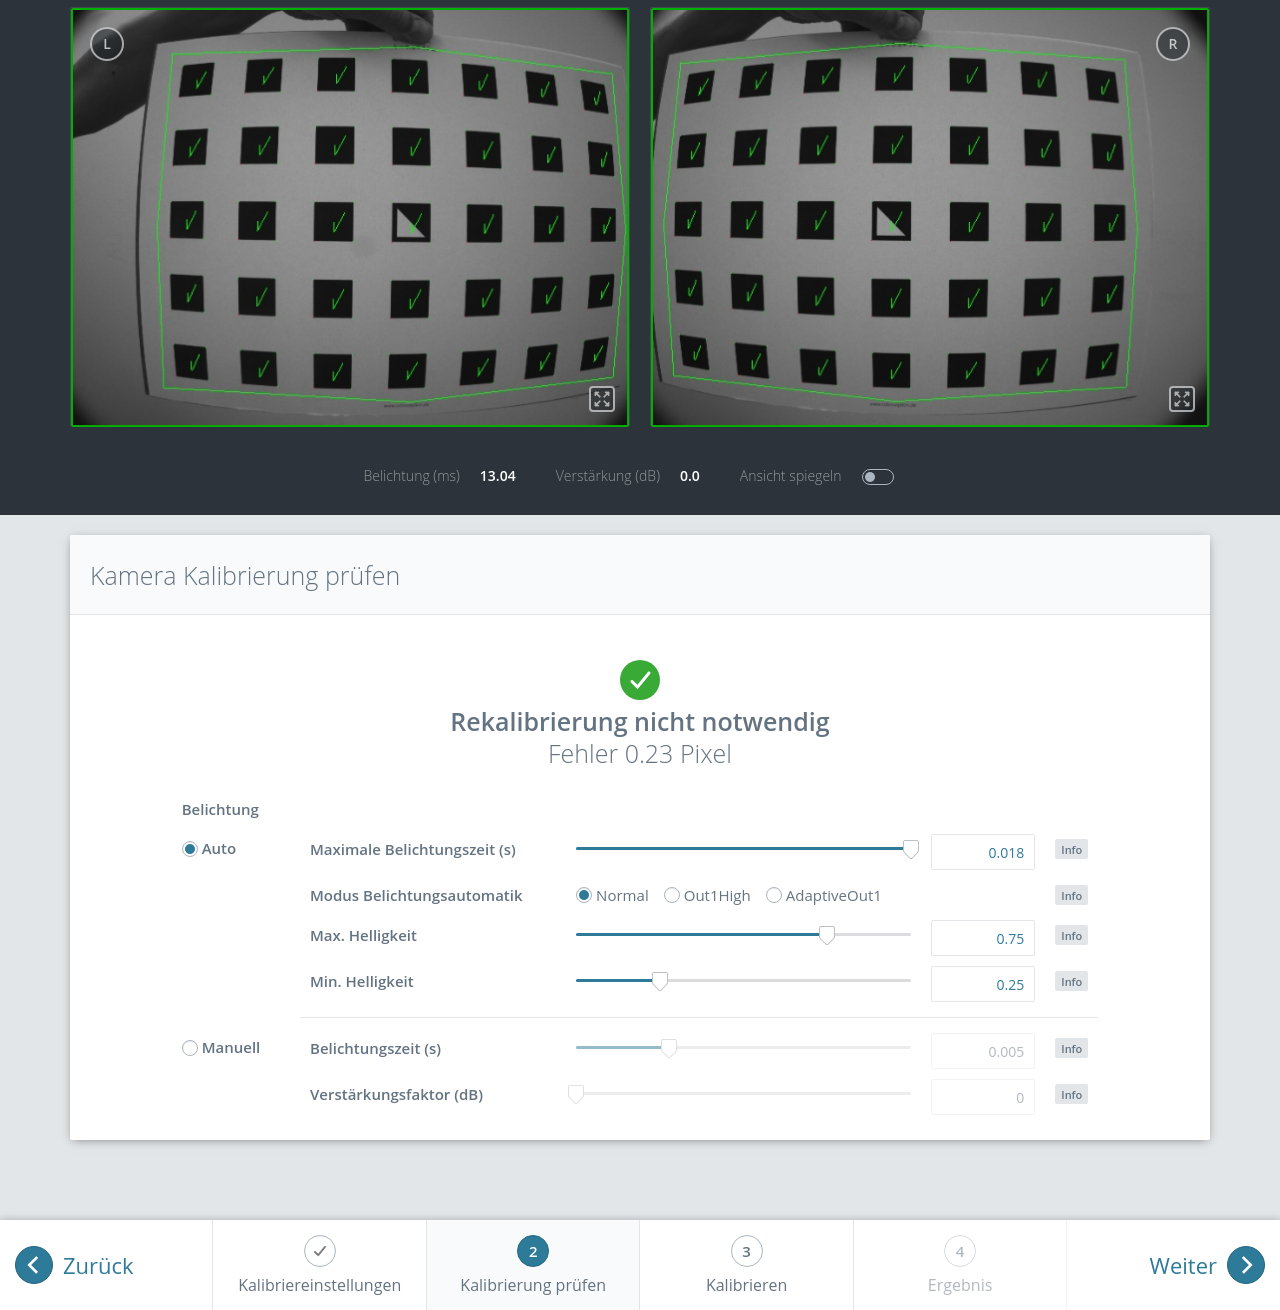 L
R
Belichtung (ms) 13.04 Verstärkung (dB) 0.0 Ansicht spiegeln
Kamera Kalibrierung prüfen
Rekalibrierung nicht notwendig
Fehler 0.23 Pixel
Belichtung
Auto Maximale Belichtungszeit (s) 0.018 Info
Modus Belichtungsautomatik Normal Out1High AdaptiveOut1 Info
Max. Helligkeit 0.75 Info
Min. Helligkeit 0.25 Info
Manuell Belichtungszeit (s) 0.005 Info
Verstärkungsfaktor (dB) 0 Info
Zurück
Kalibriereinstellungen
2
Kalibrierung prüfen
3
Kalibrieren
4
Ergebnis
Weiter